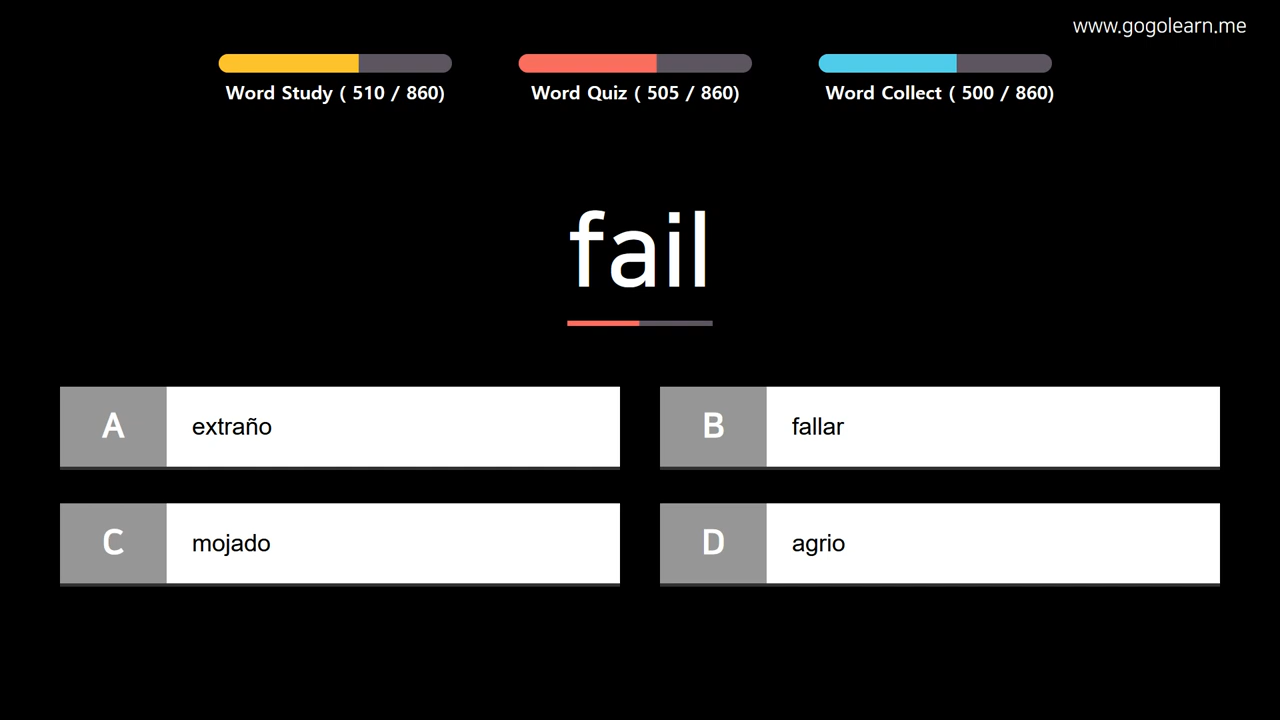 www.gogolearn.me
Word Study ( 510 / 860)
Word Quiz ( 505 / 860)
Word Collect ( 500 / 860)
fail
A
extraño
B
fallar
C
mojado
D
agrio